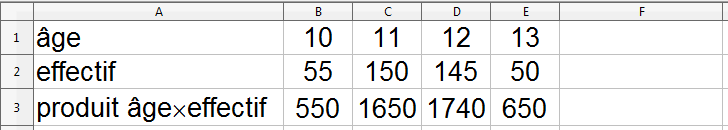 A B C D E F
1 âge 10 11 12 13
2 effectif 55 150 145 50
3 produit âge×effectif 550 1650 1740 650